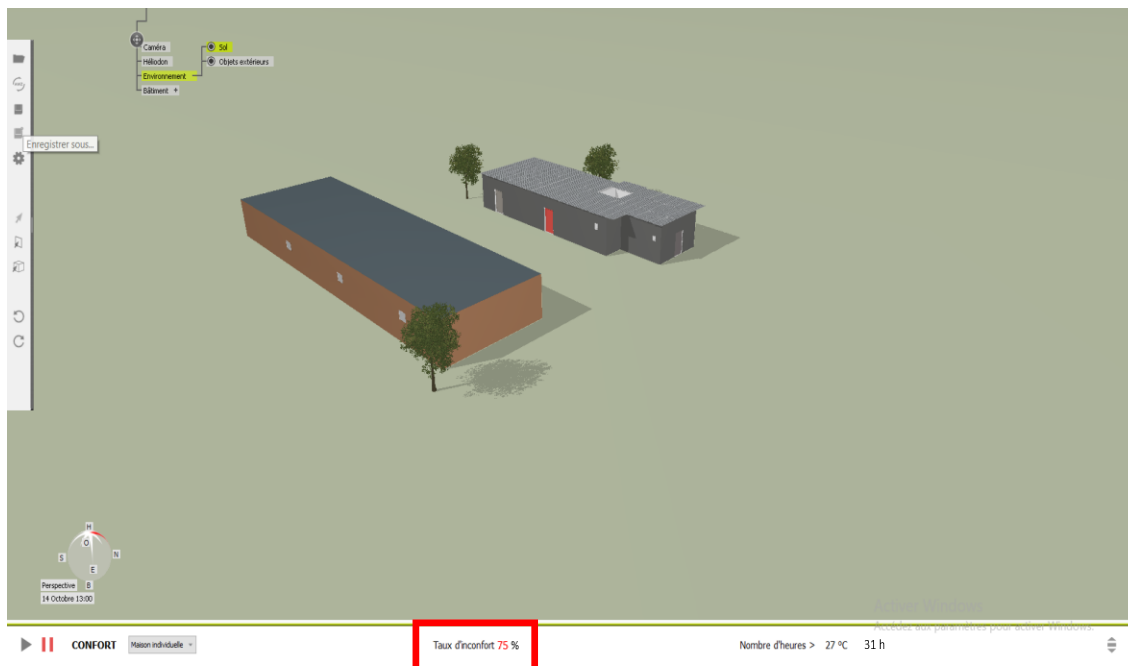 Caméra
Sol
Héliodon
Objets extérieurs
Environnement
Bâtiment +
Enregistrer sous...
H
O
S
N
E
Perspective
B
14 Octobre 13:00
Activer Windows
Accédez aux paramètres pour activer Windows.
CONFORT
Maison individuelle
Taux d'inconfort 75 %
Nombre d'heures > 27 ºC 31 h